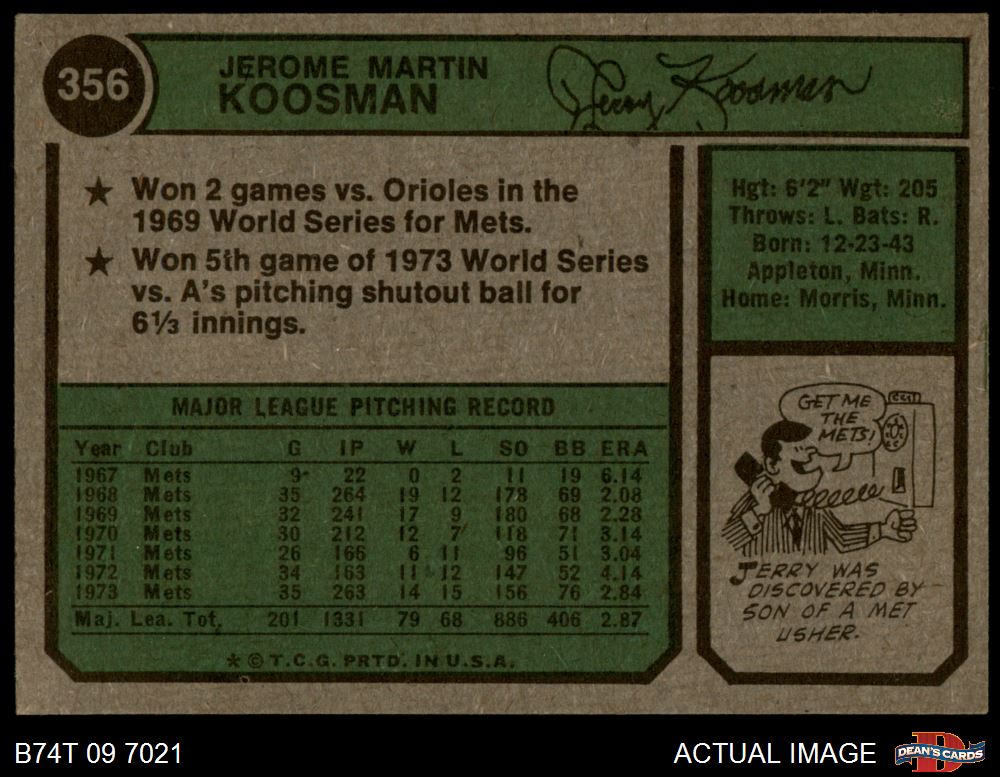 356
JEROME MARTIN
KOOSMAN
Jerry Koosman
★ Won 2 games vs. Orioles in the
1969 World Series for Mets.
★ Won 5th game of 1973 World Series
vs. A's pitching shutout ball for
6⅓ innings.
Hgt: 6'2" Wgt: 205
Throws: L. Bats: R.
Born: 12-23-43
Appleton, Minn.
Home: Morris, Minn.
MAJOR LEAGUE PITCHING RECORD
Year Club G IP W L SO BB ERA
1967 Mets 9 22 0 2 11 19 6.14
1968 Mets 35 264 19 12 178 69 2.08
1969 Mets 32 241 17 9 180 68 2.28
1970 Mets 30 212 12 7 118 71 3.14
1971 Mets 26 166 6 11 96 51 3.04
1972 Mets 34 163 11 12 147 52 4.14
1973 Mets 35 263 14 15 156 76 2.84
Maj. Lea. Tot. 201 1331 79 68 886 406 2.87
★ © T.C.G. PRTD. IN U.S.A.
GET ME
THE
METS!
JERRY WAS
DISCOVERED BY
SON OF A MET
USHER.
B74T 09 7021
ACTUAL IMAGE
D
DEAN'S CARDS